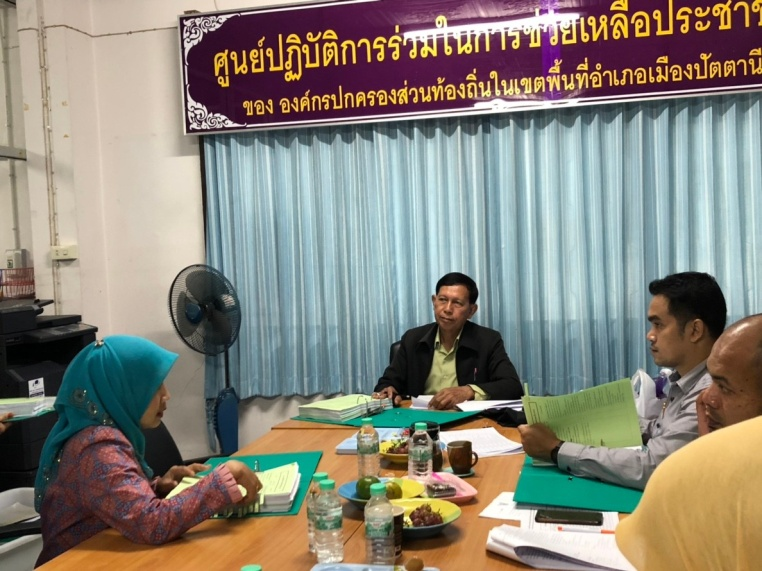 ศูนย์ปฏิบัติการร่วมในการช่วยเหลือประชาช
ของ องค์กรปกครองส่วนท้องถิ่นในเขตพื้นที่อำเภอเมืองปัตตานี